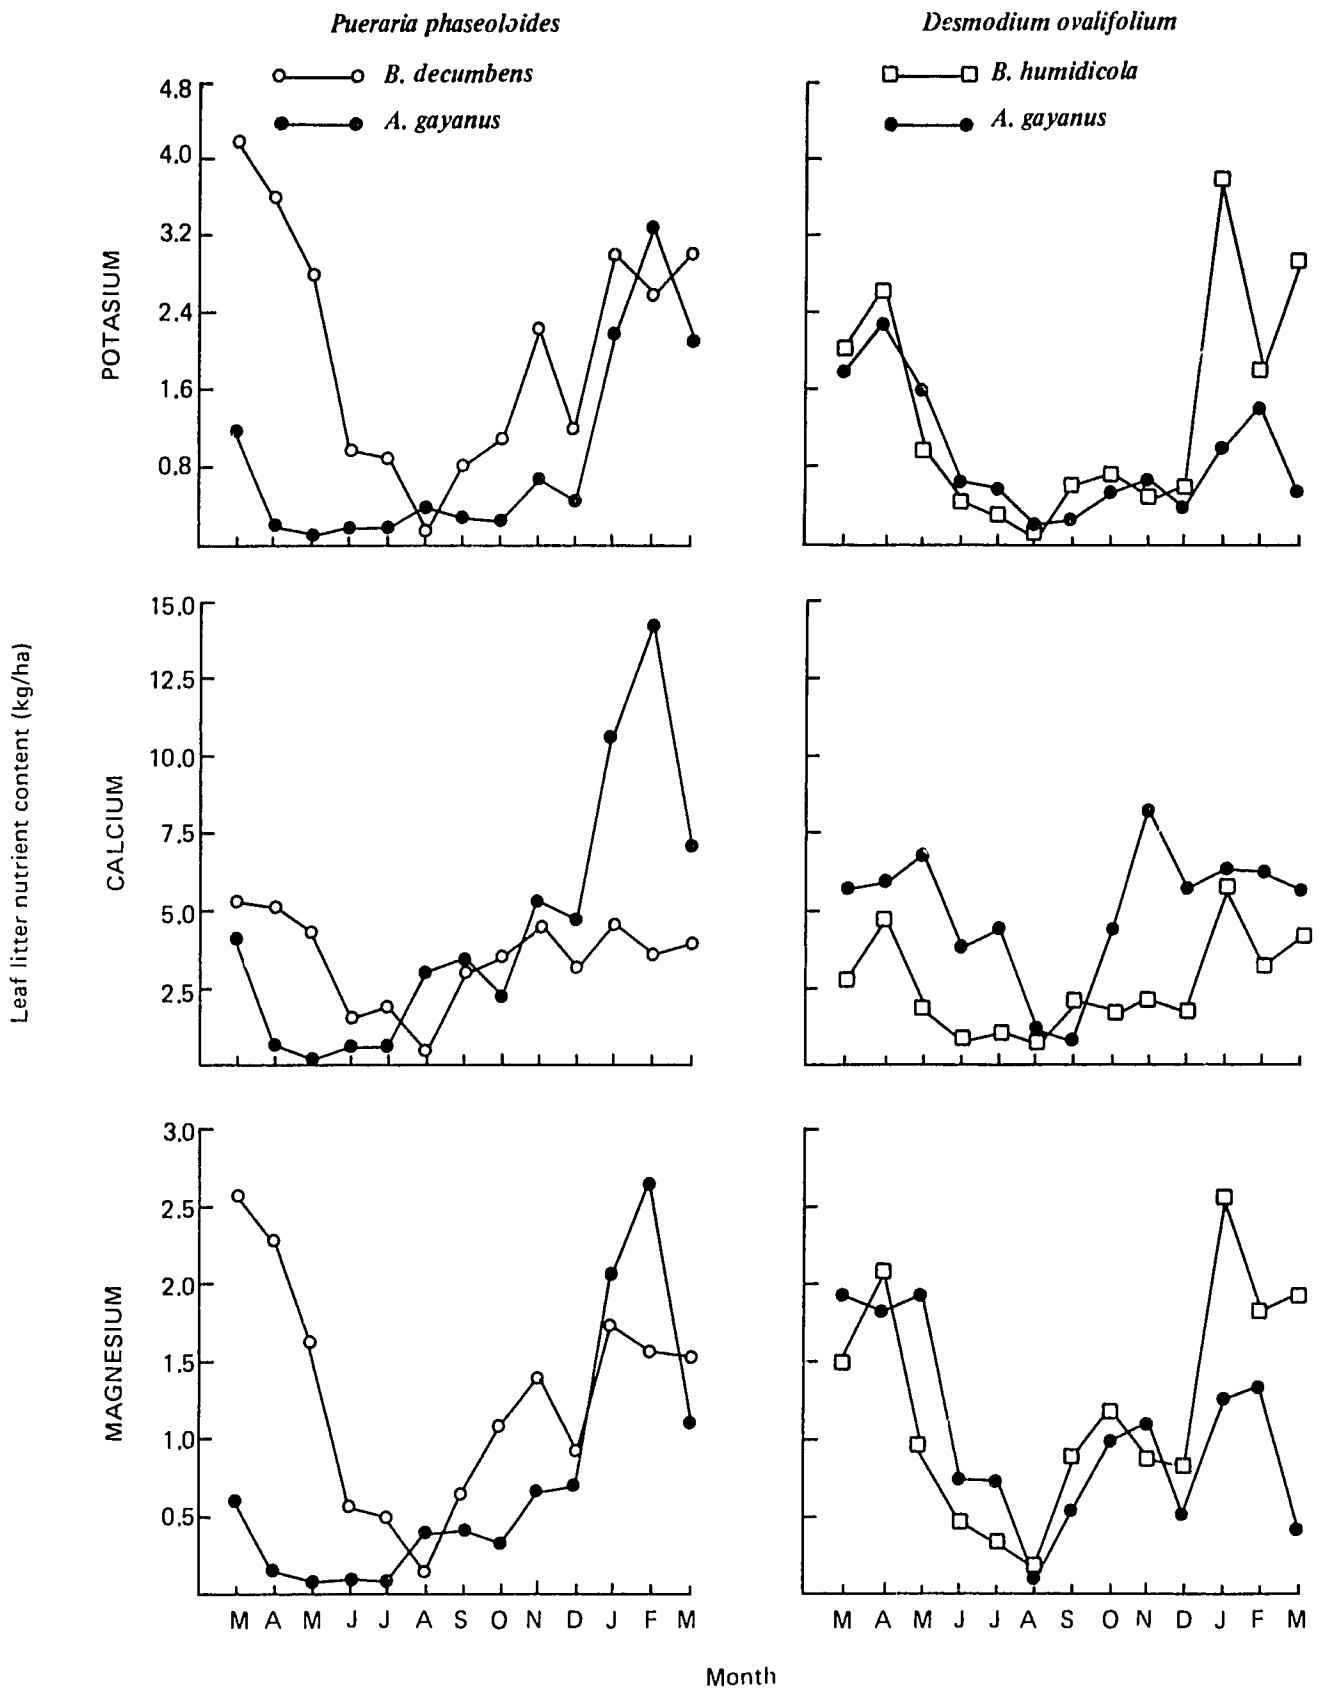 Pueraria phaseoloides
B. decumbens
A. gayanus
Desmodium ovalifolium
B. humidicola
A. gayanus
POTASIUM
4.8
4.0
3.2
2.4
1.6
0.8
Leaf litter nutrient content (kg/ha)
CALCIUM
15.0
12.5
10.0
7.5
5.0
2.5
MAGNESIUM
3.0
2.5
2.0
1.5
1.0
0.5
M A M J J A S O N D J F M
M A M J J A S O N D J F M
Month